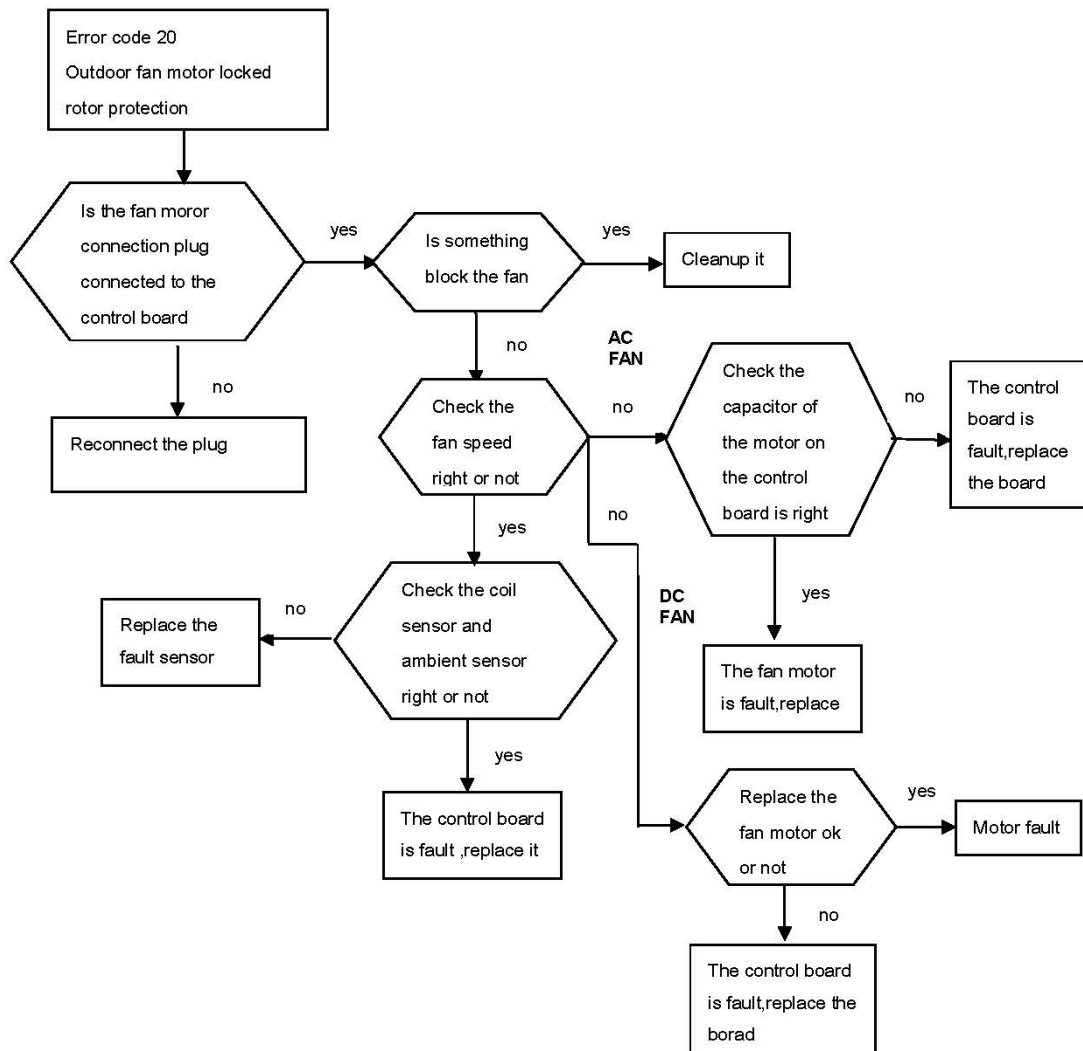 Error code 20
Outdoor fan motor locked
rotor protection
Is the fan moror
connection plug
connected to the
control board
yes
Is something
block the fan
yes
Cleanup it
no
Reconnect the plug
no
AC
FAN
Check the
fan speed
right or not
no
Check the
capacitor of
the motor on
the control
board is right
no
The control
board is
fault,replace
the board
yes
no
DC
FAN
yes
The fan motor
is fault,replace
Check the coil
sensor and
ambient sensor
right or not
no
Replace the
fault sensor
yes
The control board
is fault ,replace it
Replace the
fan motor ok
or not
yes
Motor fault
no
The control board
is fault,replace the
borad